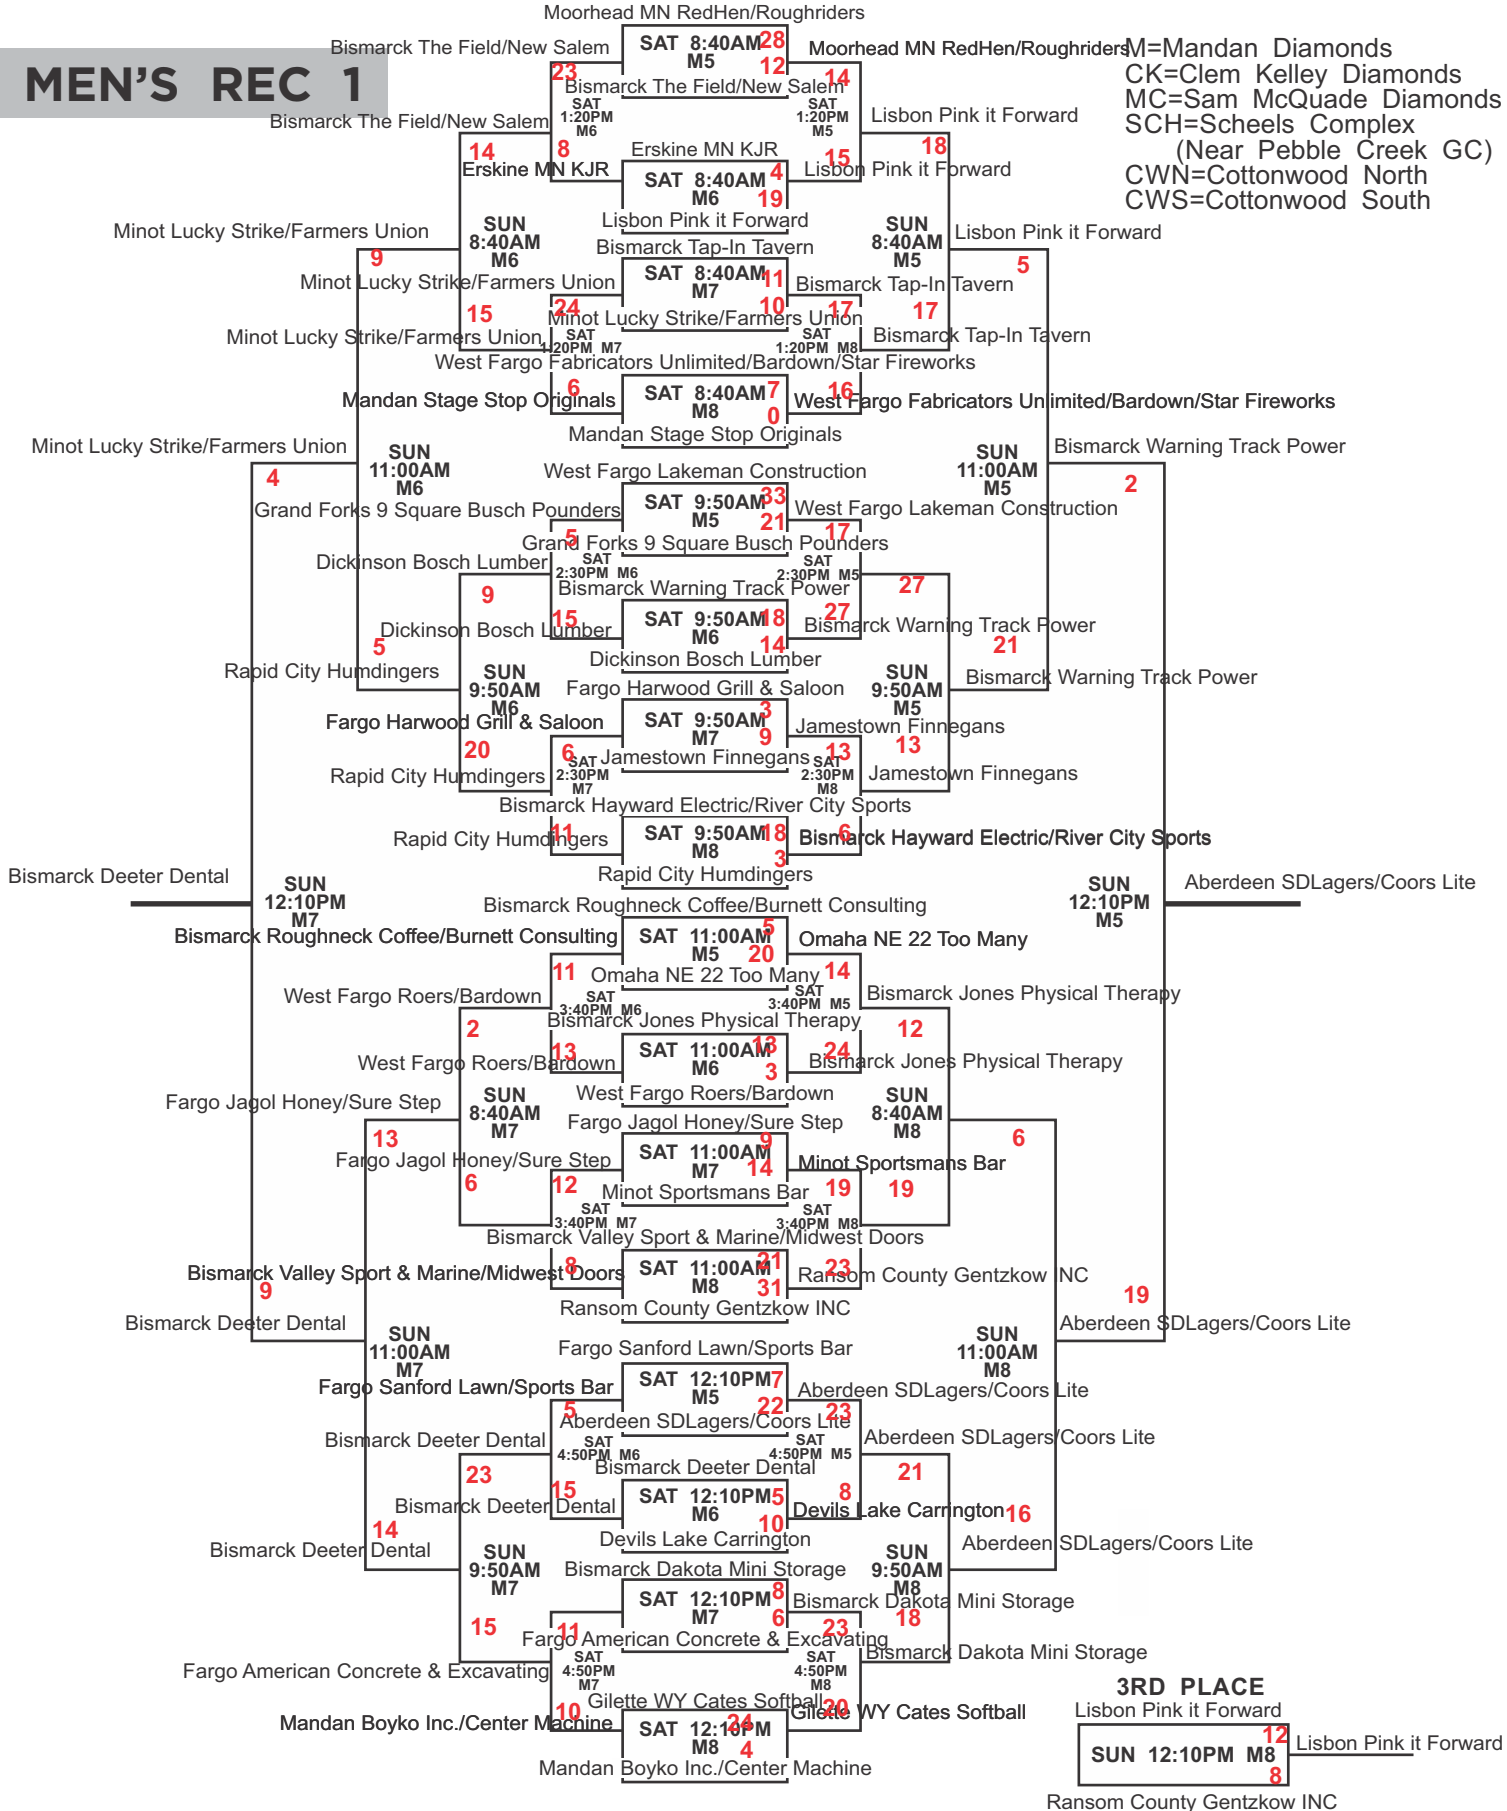 MEN'S REC 1
M=Mandan Diamonds
CK=Clem Kelley Diamonds
MC=Sam McQuade Diamonds
SCH=Scheels Complex
(Near Pebble Creek GC)
CWN=Cottonwood North
CWS=Cottonwood South
Moorhead MN RedHen/Roughriders
Bismarck The Field/New Salem
SAT 8:40AM 28
M5
12
Moorhead MN RedHen/Roughriders
23
14
Bismarck The Field/New Salem
SAT
1:20PM
M6
SAT
1:20PM
M5
Bismarck The Field/New Salem
Lisbon Pink it Forward
14
8
Erskine MN KJR
15
18
Erskine MN KJR
SAT 8:40AM 4
M6
19
Lisbon Pink it Forward
Lisbon Pink it Forward
Minot Lucky Strike/Farmers Union
SUN
8:40AM
M6
Bismarck Tap-In Tavern
SUN
8:40AM
M5
Lisbon Pink it Forward
9
5
Minot Lucky Strike/Farmers Union
SAT 8:40AM 11
M7
10
Bismarck Tap-In Tavern
15
24
Minot Lucky Strike/Farmers Union
17
17
Minot Lucky Strike/Farmers Union
SAT
1:20PM M7
SAT
1:20PM M8
Bismarck Tap-In Tavern
West Fargo Fabricators Unlimited/Bardown/Star Fireworks
6
16
Mandan Stage Stop Originals
SAT 8:40AM 7
M8
0
West Fargo Fabricators Unlimited/Bardown/Star Fireworks
Mandan Stage Stop Originals
Minot Lucky Strike/Farmers Union
SUN
11:00AM
M6
SUN
11:00AM
M5
Bismarck Warning Track Power
4
2
West Fargo Lakeman Construction
Grand Forks 9 Square Busch Pounders
SAT 9:50AM 33
M5
21
West Fargo Lakeman Construction
5
17
Grand Forks 9 Square Busch Pounders
Dickinson Bosch Lumber
SAT
2:30PM M6
SAT
2:30PM M5
9
27
Bismarck Warning Track Power
15
27
Dickinson Bosch Lumber
SAT 9:50AM 18
M6
14
Bismarck Warning Track Power
5
21
Dickinson Bosch Lumber
Rapid City Humdingers
SUN
9:50AM
M6
SUN
9:50AM
M5
Bismarck Warning Track Power
Fargo Harwood Grill & Saloon
Fargo Harwood Grill & Saloon
SAT 9:50AM 3
M7
9
Jamestown Finnegans
20
6
Jamestown Finnegans
13
13
Rapid City Humdingers
SAT
2:30PM
M7
SAT
2:30PM
M8
Jamestown Finnegans
Bismarck Hayward Electric/River City Sports
11
6
Rapid City Humdingers
SAT 9:50AM 18
M8
3
Bismarck Hayward Electric/River City Sports
Rapid City Humdingers
Bismarck Deeter Dental
SUN
12:10PM
M7
SUN
12:10PM
M5
Aberdeen SDLagers/Coors Lite
Bismarck Roughneck Coffee/Burnett Consulting
Bismarck Roughneck Coffee/Burnett Consulting
SAT 11:00AM 5
M5
20
Omaha NE 22 Too Many
11
Omaha NE 22 Too Many
14
West Fargo Roers/Bardown
SAT
3:40PM M6
SAT
3:40PM M5
Bismarck Jones Physical Therapy
2
Bismarck Jones Physical Therapy
12
13
24
West Fargo Roers/Bardown
SAT 11:00AM 13
M6
3
Bismarck Jones Physical Therapy
West Fargo Roers/Bardown
Fargo Jagol Honey/Sure Step
SUN
8:40AM
M7
SUN
8:40AM
M8
Fargo Jagol Honey/Sure Step
13
6
Fargo Jagol Honey/Sure Step
SAT 11:00AM 9
M7
14
Minot Sportsmans Bar
6
12
Minot Sportsmans Bar
19
19
SAT
3:40PM M7
SAT
3:40PM M8
Bismarck Valley Sport & Marine/Midwest Doors
8
23
Bismarck Valley Sport & Marine/Midwest Doors
SAT 11:00AM 21
M8
31
Ransom County Gentzkow INC
9
19
Ransom County Gentzkow INC
Bismarck Deeter Dental
SUN
11:00AM
M7
SUN
11:00AM
M8
Aberdeen SDLagers/Coors Lite
Fargo Sanford Lawn/Sports Bar
Fargo Sanford Lawn/Sports Bar
SAT 12:10PM 7
M5
22
Aberdeen SDLagers/Coors Lite
5
Aberdeen SDLagers/Coors Lite
23
Bismarck Deeter Dental
SAT
4:50PM M6
SAT
4:50PM M5
Aberdeen SDLagers/Coors Lite
23
Bismarck Deeter Dental
21
15
8
Bismarck Deeter Dental
SAT 12:10PM 5
M6
10
Devils Lake Carrington
14
16
Devils Lake Carrington
Bismarck Deeter Dental
SUN
9:50AM
M7
SUN
9:50AM
M8
Aberdeen SDLagers/Coors Lite
Bismarck Dakota Mini Storage
SAT 12:10PM 8
M7
6
Bismarck Dakota Mini Storage
15
11
Fargo American Concrete & Excavating
23
18
Fargo American Concrete & Excavating
SAT
4:50PM
M7
SAT
4:50PM
M8
Bismarck Dakota Mini Storage
Gilette WY Cates Softball
10
20
Mandan Boyko Inc./Center Machine
SAT 12:10PM 24
M8
4
Gilette WY Cates Softball
Mandan Boyko Inc./Center Machine
3RD PLACE
Lisbon Pink it Forward
12
SUN 12:10PM M8
Lisbon Pink it Forward
8
Ransom County Gentzkow INC